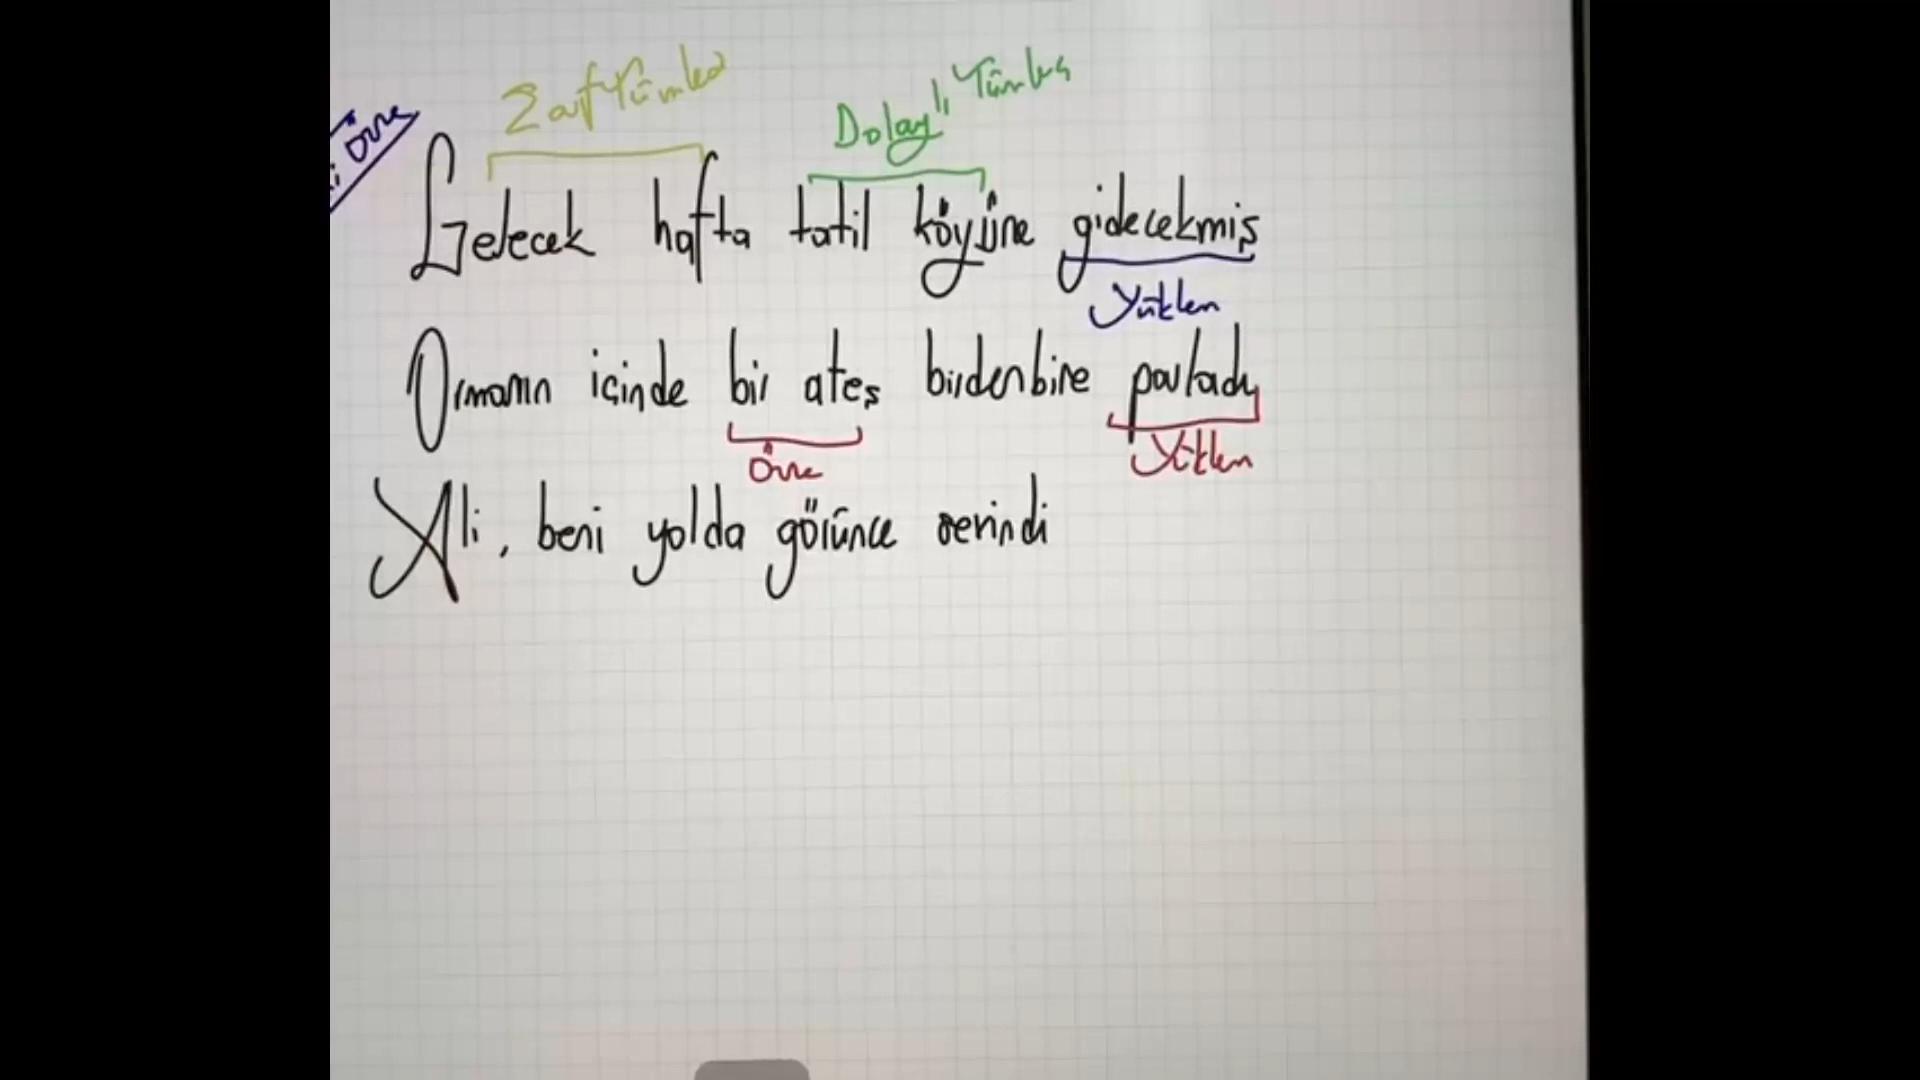 Zarf Tümleci
Dolaylı Tümleç
Özne
Gelecek hafta tatil köyüne gidecekmiş
Yüklem
Ormanın içinde bir ateş birdenbire parladı
Özne
Yüklem
Ali, beni yolda görünce sevindi